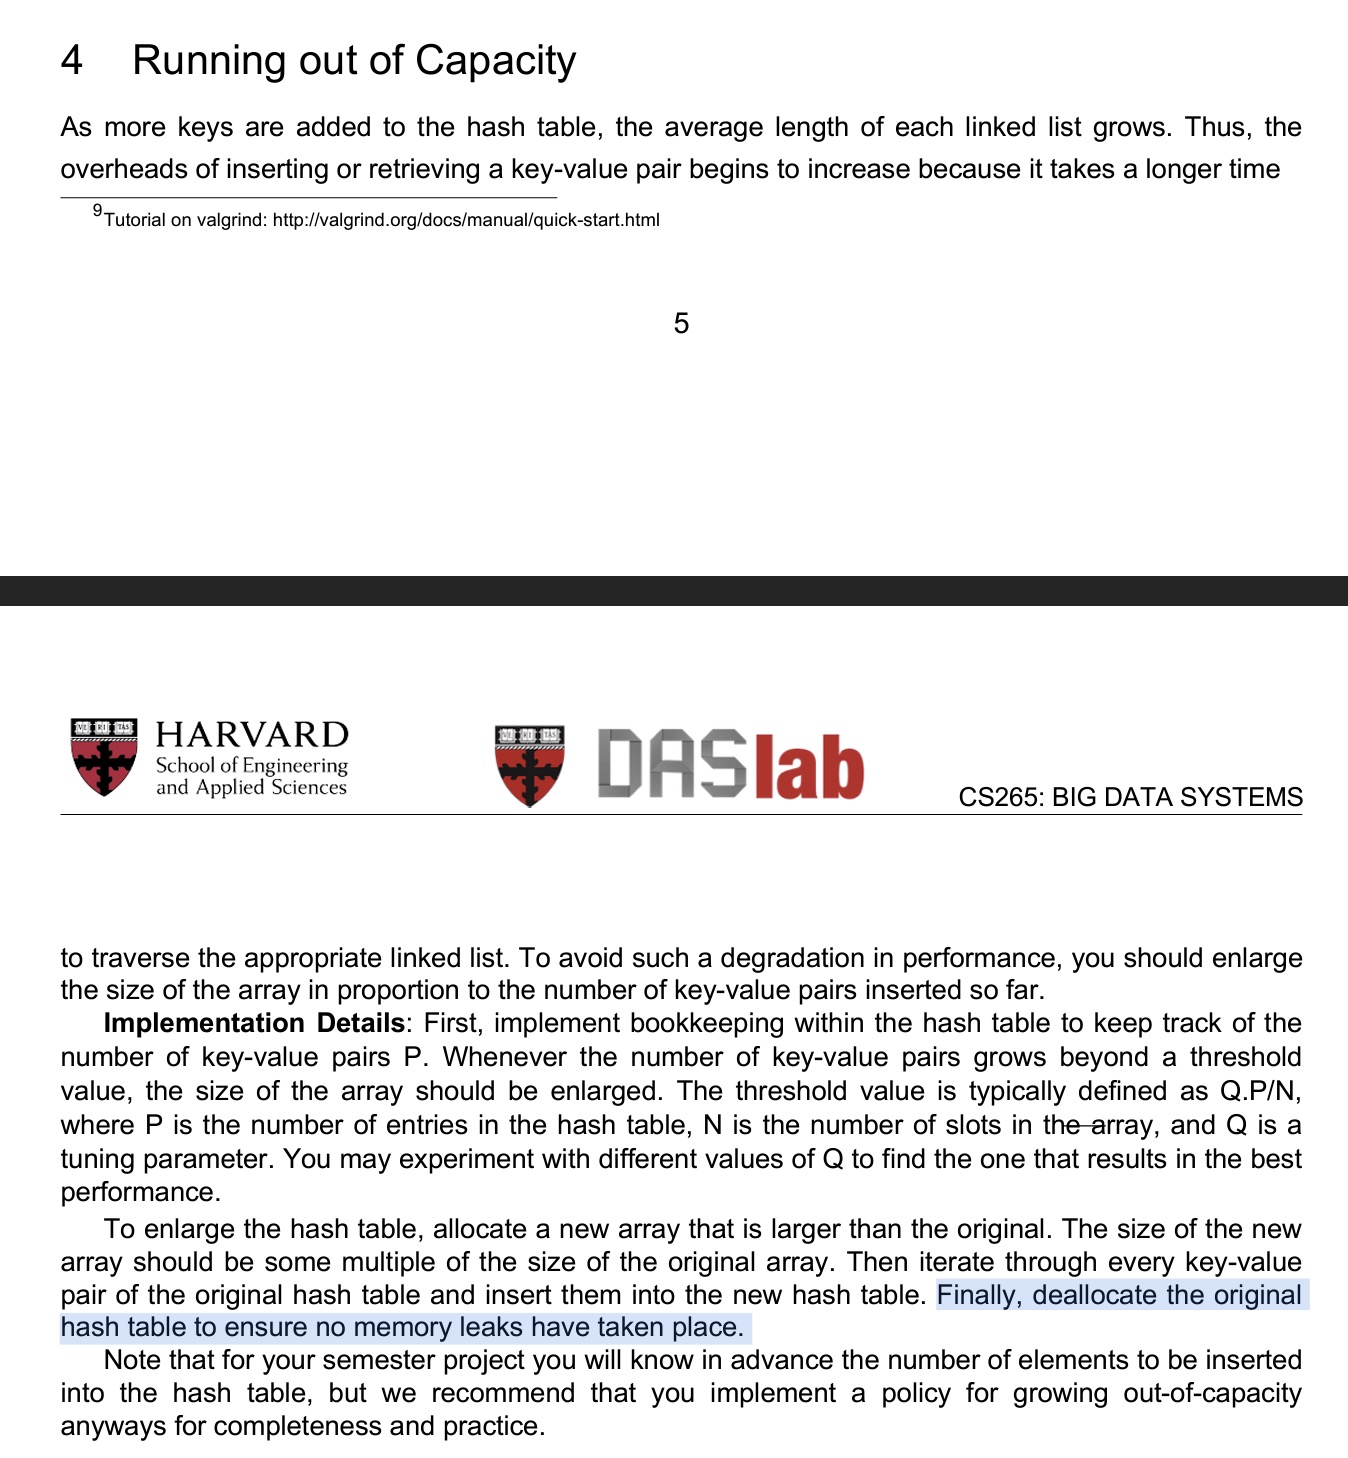 4 Running out of Capacity
As more keys are added to the hash table, the average length of each linked list grows. Thus, the
overheads of inserting or retrieving a key-value pair begins to increase because it takes a longer time
9Tutorial on valgrind: http://valgrind.org/docs/manual/quick-start.html
5
HARVARD
School of Engineering
and Applied Sciences
DASlab
CS265: BIG DATA SYSTEMS
to traverse the appropriate linked list. To avoid such a degradation in performance, you should enlarge
the size of the array in proportion to the number of key-value pairs inserted so far.
Implementation Details: First, implement bookkeeping within the hash table to keep track of the
number of key-value pairs P. Whenever the number of key-value pairs grows beyond a threshold
value, the size of the array should be enlarged. The threshold value is typically defined as Q.P/N,
where P is the number of entries in the hash table, N is the number of slots in the array, and Q is a
tuning parameter. You may experiment with different values of Q to find the one that results in the best
performance.
To enlarge the hash table, allocate a new array that is larger than the original. The size of the new
array should be some multiple of the size of the original array. Then iterate through every key-value
pair of the original hash table and insert them into the new hash table. Finally, deallocate the original
hash table to ensure no memory leaks have taken place.
Note that for your semester project you will know in advance the number of elements to be inserted
into the hash table, but we recommend that you implement a policy for growing out-of-capacity
anyways for completeness and practice.